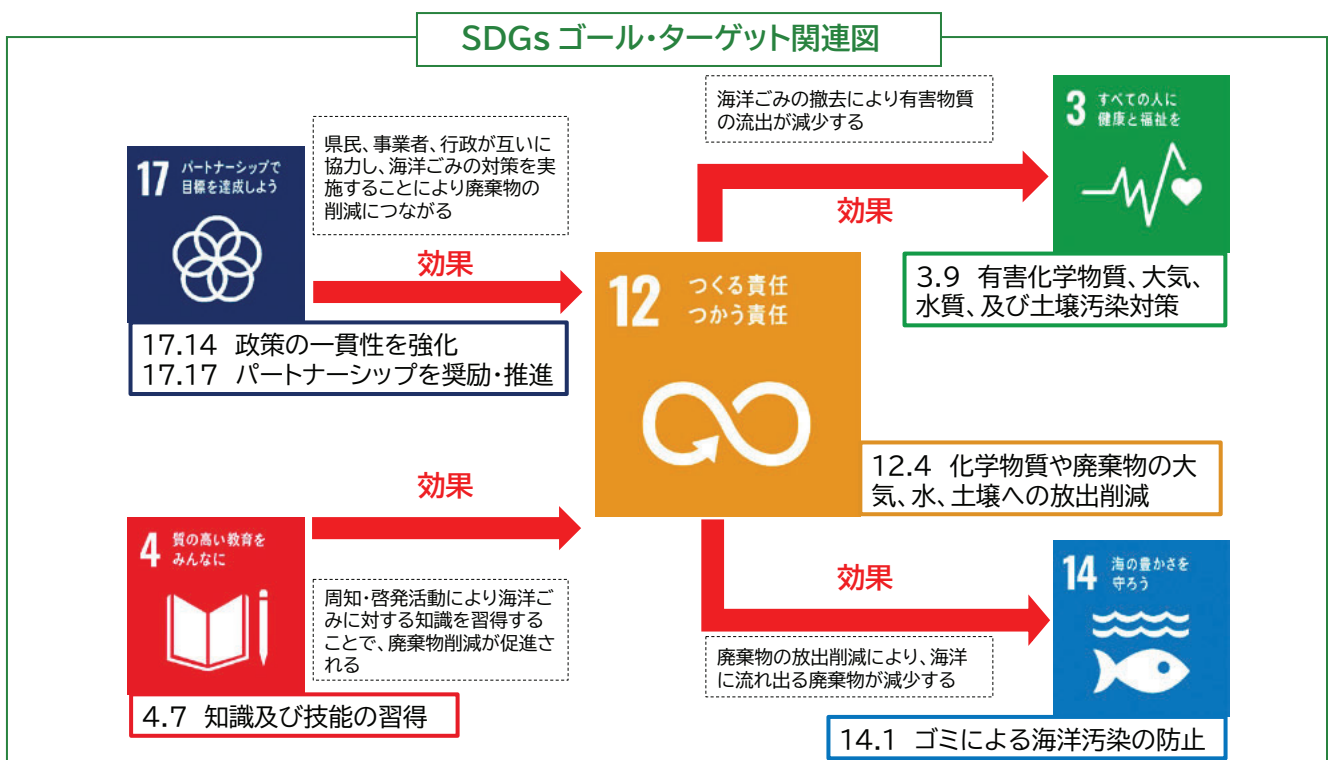 SDGs ゴール・ターゲット関連図
県民、事業者、行政が互いに
協力し、海洋ごみの対策を実
施することにより廃棄物の
削減につながる
海洋ごみの撤去により有害物質
の流出が減少する
3 すべての人に
健康と福祉を
17 パートナーシップで
目標を達成しよう
効果
効果
3.9 有害化学物質、大気、
水質、及び土壌汚染対策
12 つくる責任
つかう責任
17.14 政策の一貫性を強化
17.17 パートナーシップを奨励・推進
12.4 化学物質や廃棄物の大
気、水、土壌への放出削減
効果
4 質の高い教育を
みんなに
周知・啓発活動により海洋ご
みに対する知識を習得する
ことで、廃棄物削減が促進さ
れる
4.7 知識及び技能の習得
効果
14 海の豊かさを
守ろう
廃棄物の放出削減により、海洋
に流れ出る廃棄物が減少する
14.1 ゴミによる海洋汚染の防止